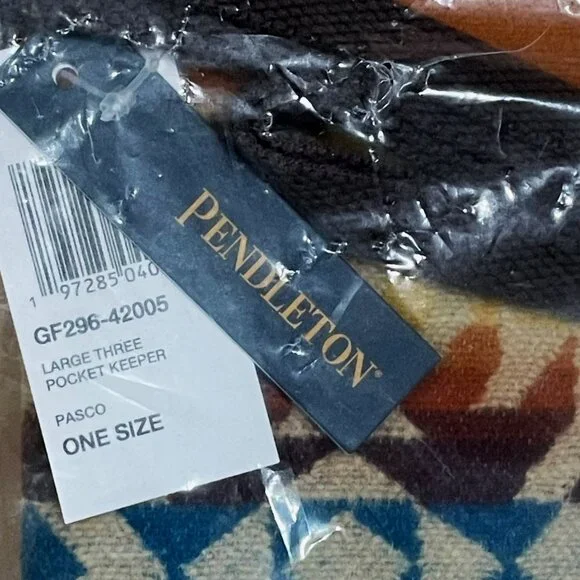 PENDLETON®
1 97285 040
GF296-42005
LARGE THREE
POCKET KEEPER
PASCO
ONE SIZE